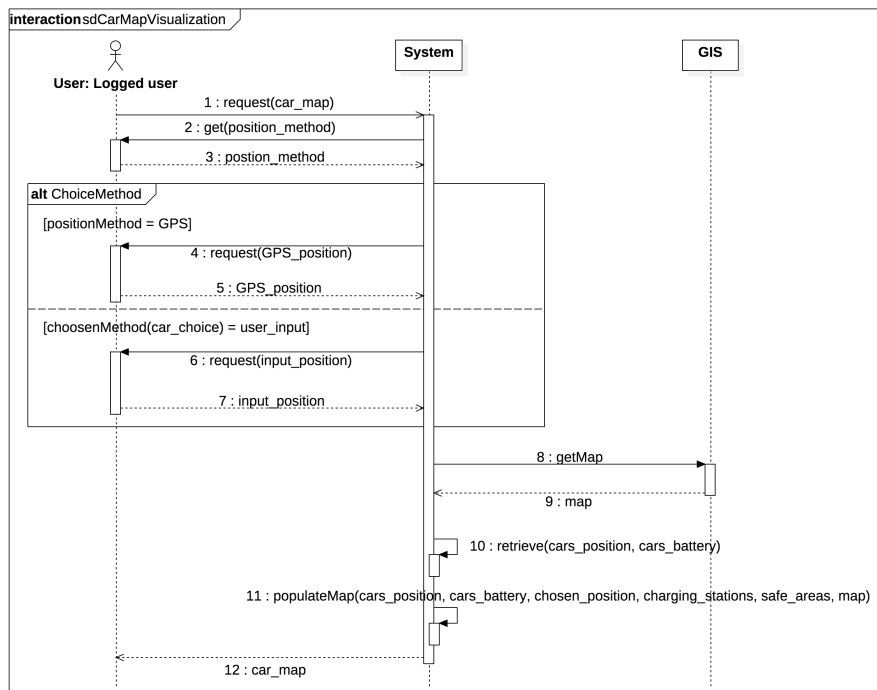 interaction sdCarMapVisualization
System
GIS
User: Logged user
1 : request(car_map)
2 : get(position_method)
3 : postion_method
alt ChoiceMethod
[positionMethod = GPS]
4 : request(GPS_position)
5 : GPS_position
[choosenMethod(car_choice) = user_input]
6 : request(input_position)
7 : input_position
8 : getMap
9 : map
10 : retrieve(cars_position, cars_battery)
11 : populateMap(cars_position, cars_battery, chosen_position, charging_stations, safe_areas, map)
12 : car_map